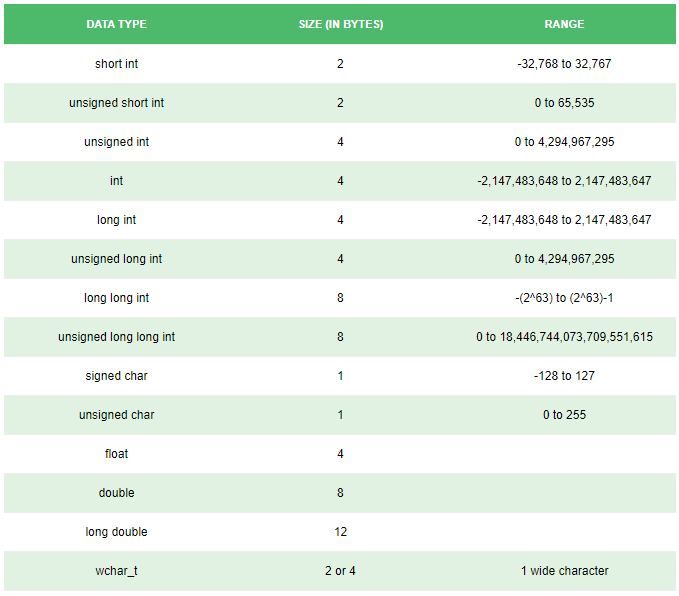 DATA TYPE SIZE (IN BYTES) RANGE
short int 2 -32,768 to 32,767
unsigned short int 2 0 to 65,535
unsigned int 4 0 to 4,294,967,295
int 4 -2,147,483,648 to 2,147,483,647
long int 4 -2,147,483,648 to 2,147,483,647
unsigned long int 4 0 to 4,294,967,295
long long int 8 -(2^63) to (2^63)-1
unsigned long long int 8 0 to 18,446,744,073,709,551,615
signed char 1 -128 to 127
unsigned char 1 0 to 255
float 4
double 8
long double 12
wchar_t 2 or 4 1 wide character